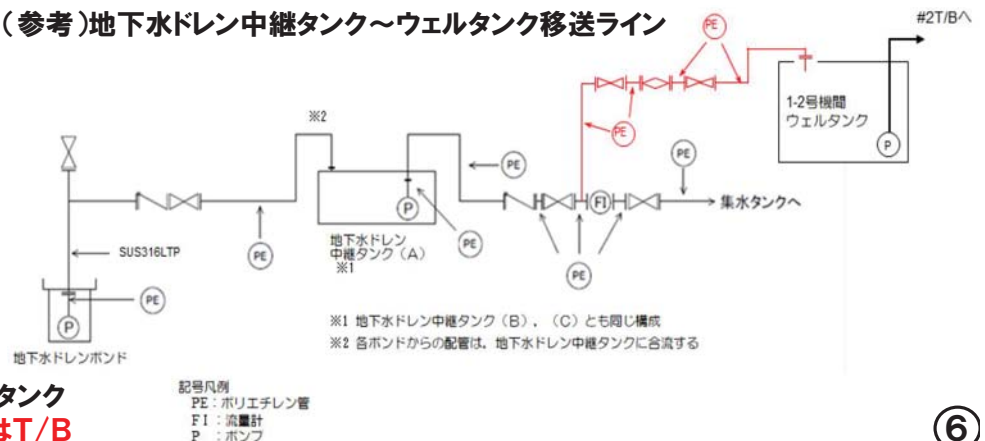 (参考)地下水ドレン中継タンク～ウェルタンク移送ライン
#2T/Bへ
PE
1-2号機間
ウェルタンク
P
※2
PE
PE
PE
P
PE
FI
集水タンクへ
地下水ドレン
中継タンク（A）
※1
SUS316LTP
PE
PE
PE
P
地下水ドレンポンド
※1 地下水ドレン中継タンク（B），（C）とも同じ構成
※2 各ポンドからの配管は、地下水ドレン中継タンクに合流する
タンク
はT/B
記号凡例
PE：ポリエチレン管
FI：流量計
P ：ポンプ
⑥